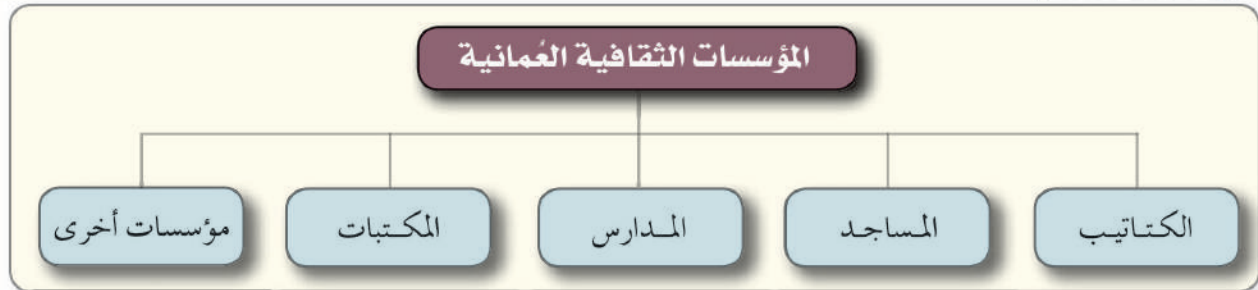 المؤسسات الثقافية العُمانية
الكتاتيب
المساجد
المدارس
المكتبات
مؤسسات أخرى